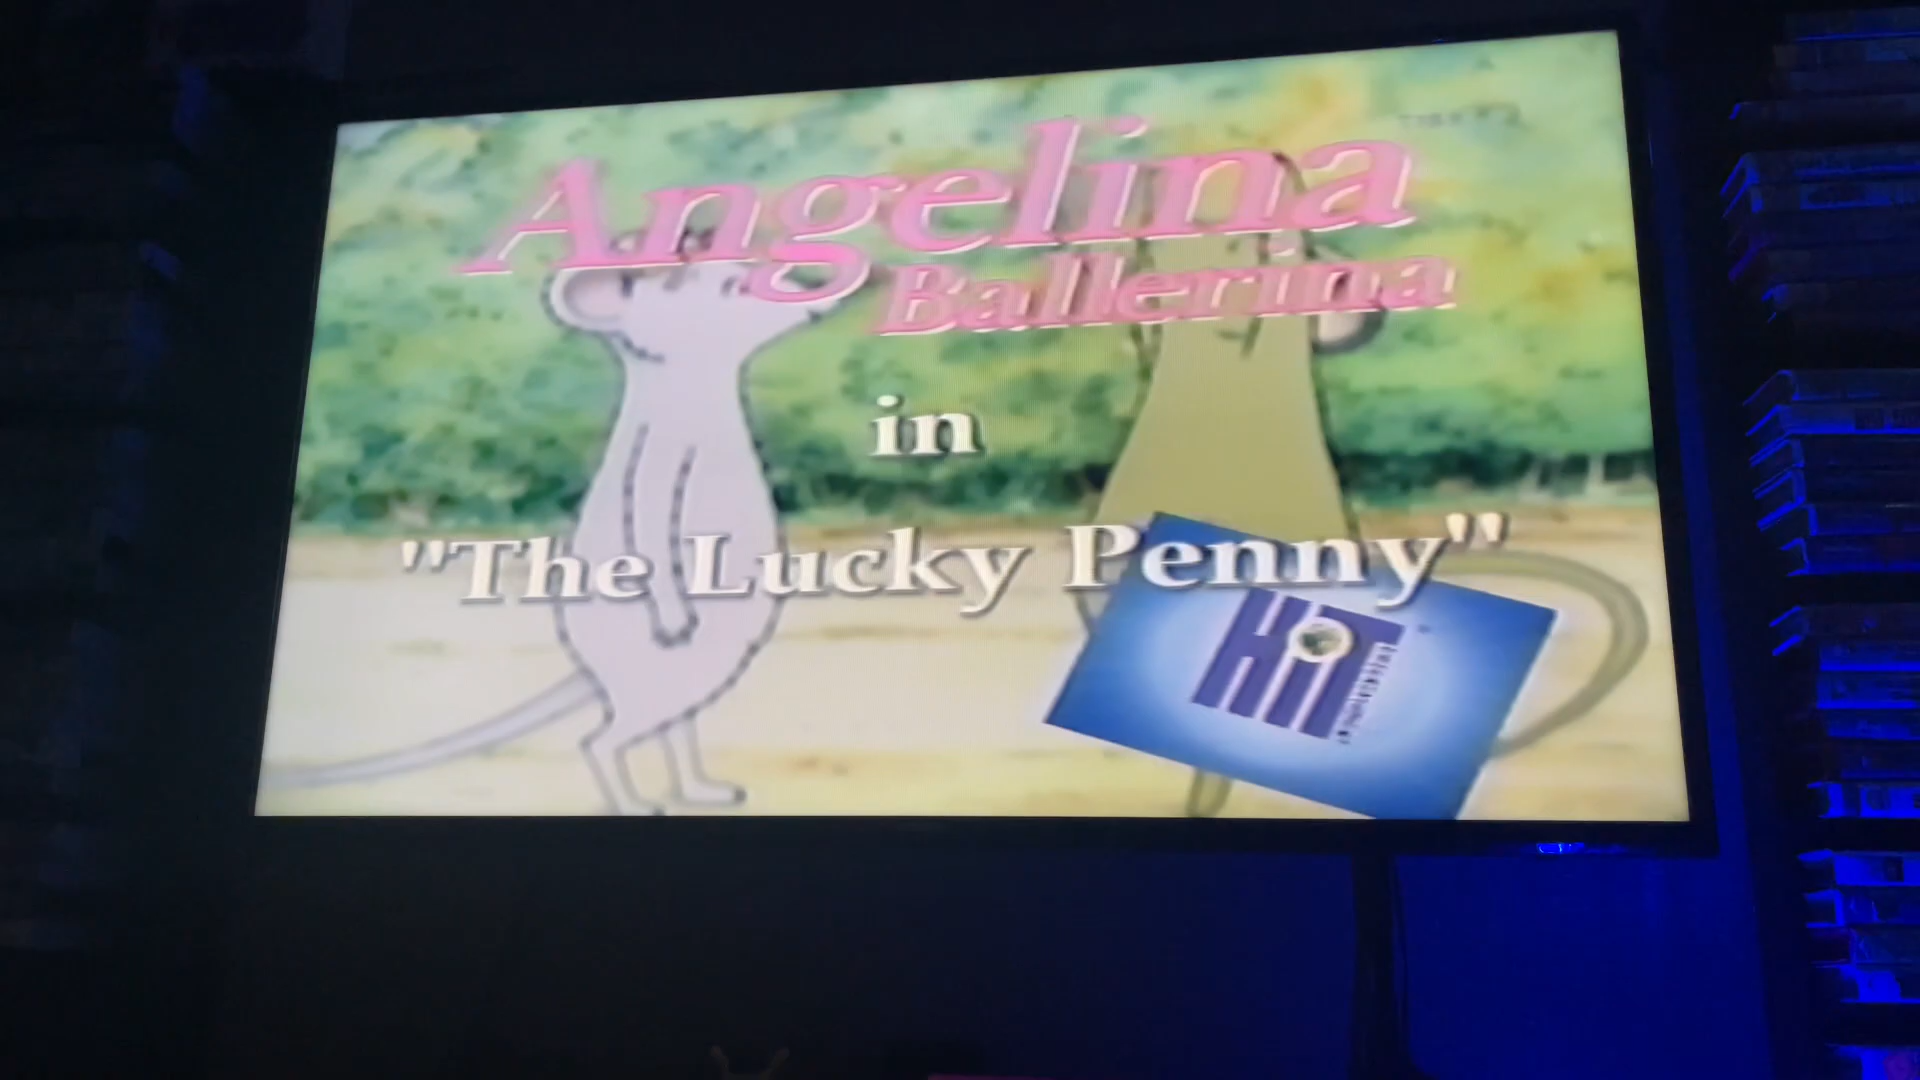 Angelina
Ballerina
in
"The Lucky Penny"
HiT